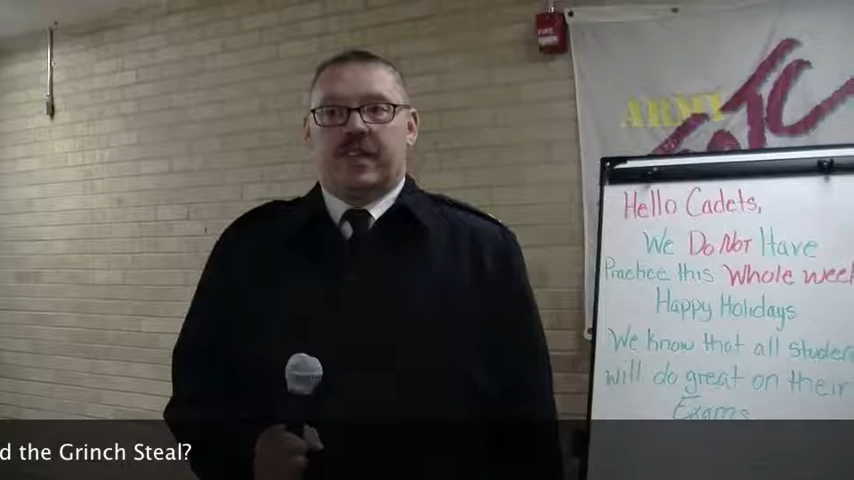 FIRE
ARMY
JROTC
Hello Cadets,
We Do Not Have
Practice this Whole week
Happy Holidays
We know that all Studen
will do great on their
Exams
d the Grinch Steal?